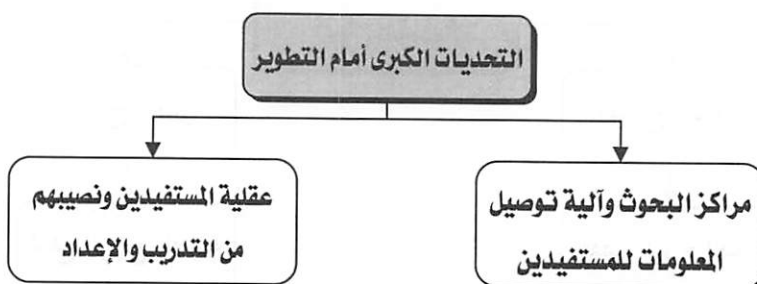 التحديات الكبرى أمام التطوير
مراكز البحوث وآلية توصيل
المعلومات للمستفيدين
عقلية المستفيدين ونصيبهم
من التدريب والإعداد